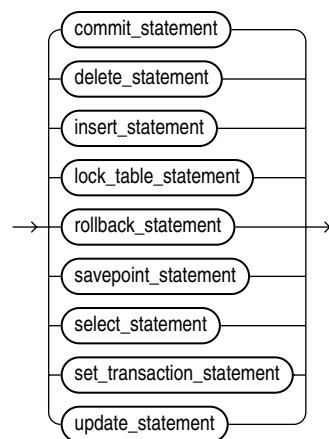 commit_statement
delete_statement
insert_statement
lock_table_statement
rollback_statement
savepoint_statement
select_statement
set_transaction_statement
update_statement